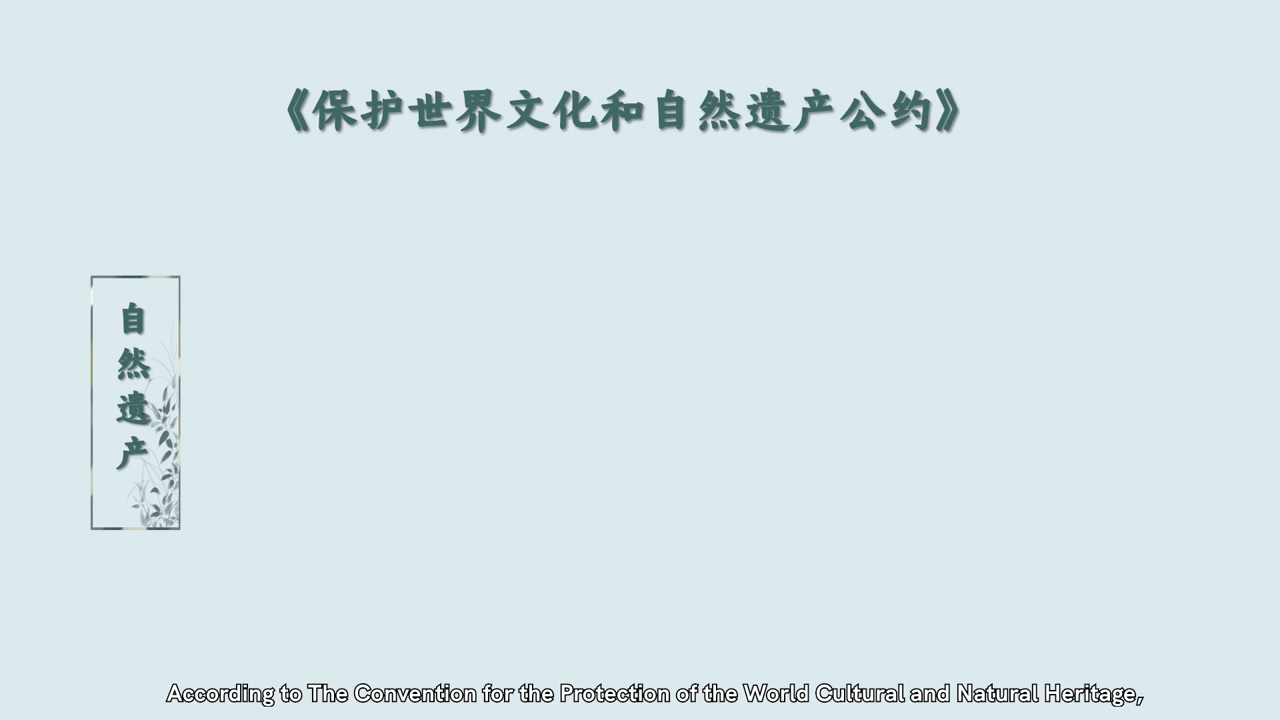 《保护世界文化和自然遗产公约》
自然遗产
According to The Convention for the Protection of the World Cultural and Natural Heritage,